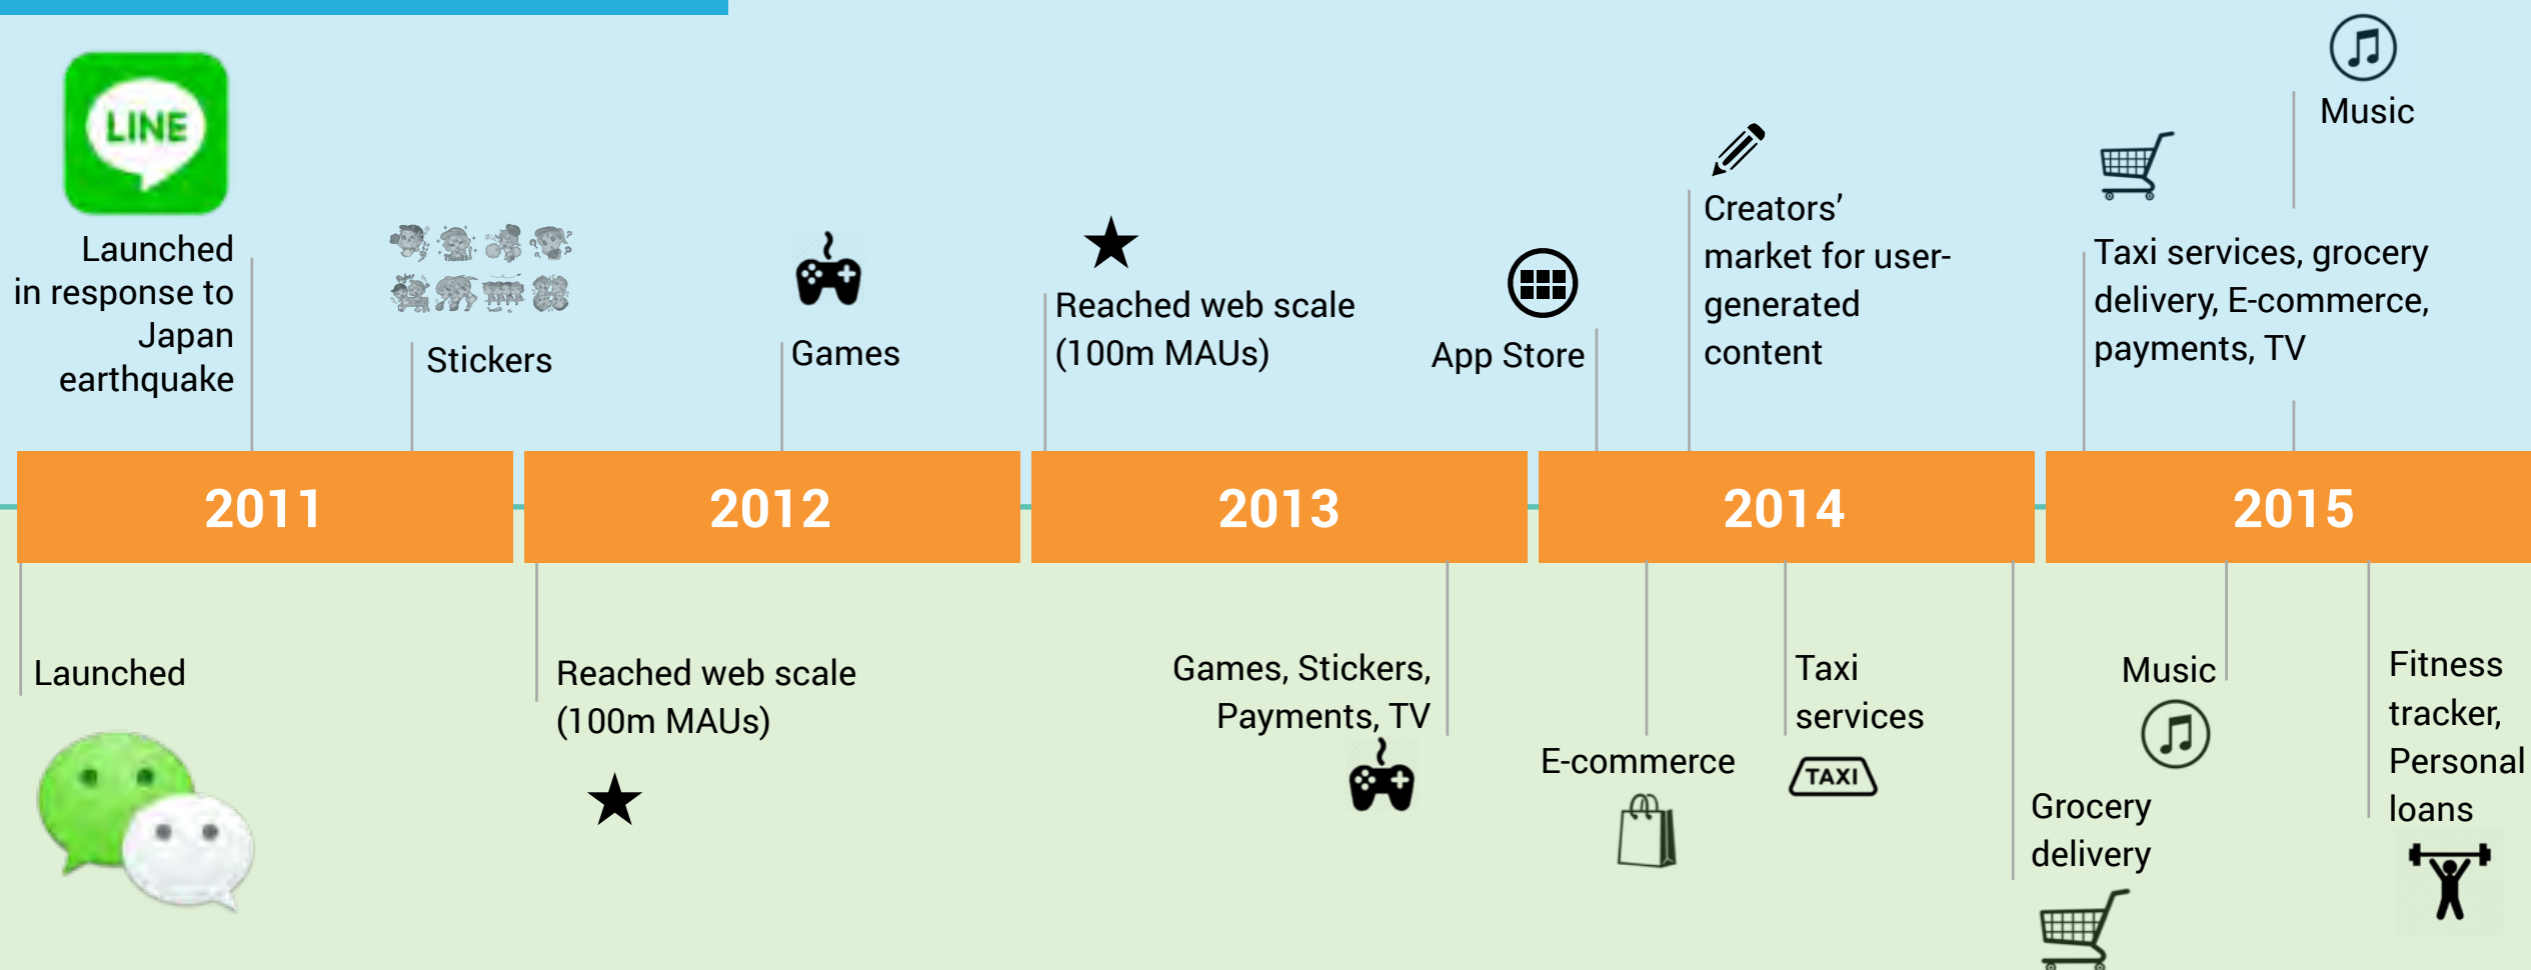 LINE
Launched
in response to
Japan
earthquake
Stickers
Games
Reached web scale
(100m MAUs)
App Store
Creators’
market for user-
generated
content
Taxi services, grocery
delivery, E-commerce,
payments, TV
Music
2011
2012
2013
2014
2015
Launched
Reached web scale
(100m MAUs)
Games, Stickers,
Payments, TV
E-commerce
Taxi
services
TAXI
Grocery
delivery
Music
Fitness
tracker,
Personal
loans